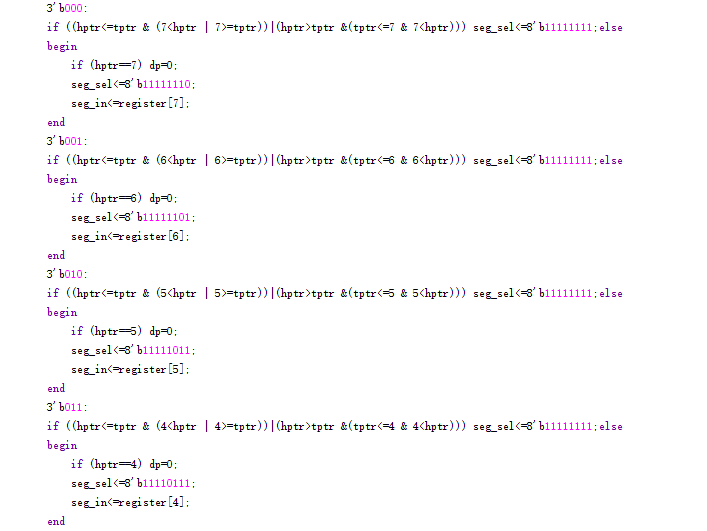 3'b000:
if ((hptr<=tptr & (7<hptr | 7>=tptr))|(hptr>tptr &(tptr<=7 & 7<hptr))) seg_sel<=8'b11111111;else
begin
if (hptr==7) dp=0;
seg_sel<=8'b11111110;
seg_in<=register[7];
end
3'b001:
if ((hptr<=tptr & (6<hptr | 6>=tptr))|(hptr>tptr &(tptr<=6 & 6<hptr))) seg_sel<=8'b11111111;else
begin
if (hptr==6) dp=0;
seg_sel<=8'b11111101;
seg_in<=register[6];
end
3'b010:
if ((hptr<=tptr & (5<hptr | 5>=tptr))|(hptr>tptr &(tptr<=5 & 5<hptr))) seg_sel<=8'b11111111;else
begin
if (hptr==5) dp=0;
seg_sel<=8'b11111011;
seg_in<=register[5];
end
3'b011:
if ((hptr<=tptr & (4<hptr | 4>=tptr))|(hptr>tptr &(tptr<=4 & 4<hptr))) seg_sel<=8'b11111111;else
begin
if (hptr==4) dp=0;
seg_sel<=8'b11110111;
seg_in<=register[4];
end